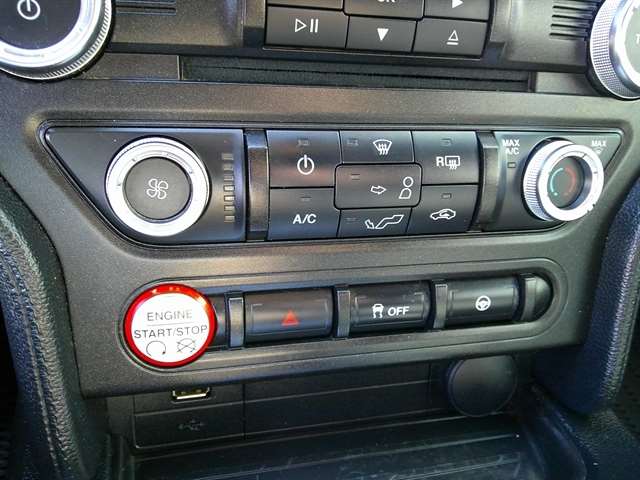 MAX
A/C
MAX
R
A/C
ENGINE
START/STOP
OFF